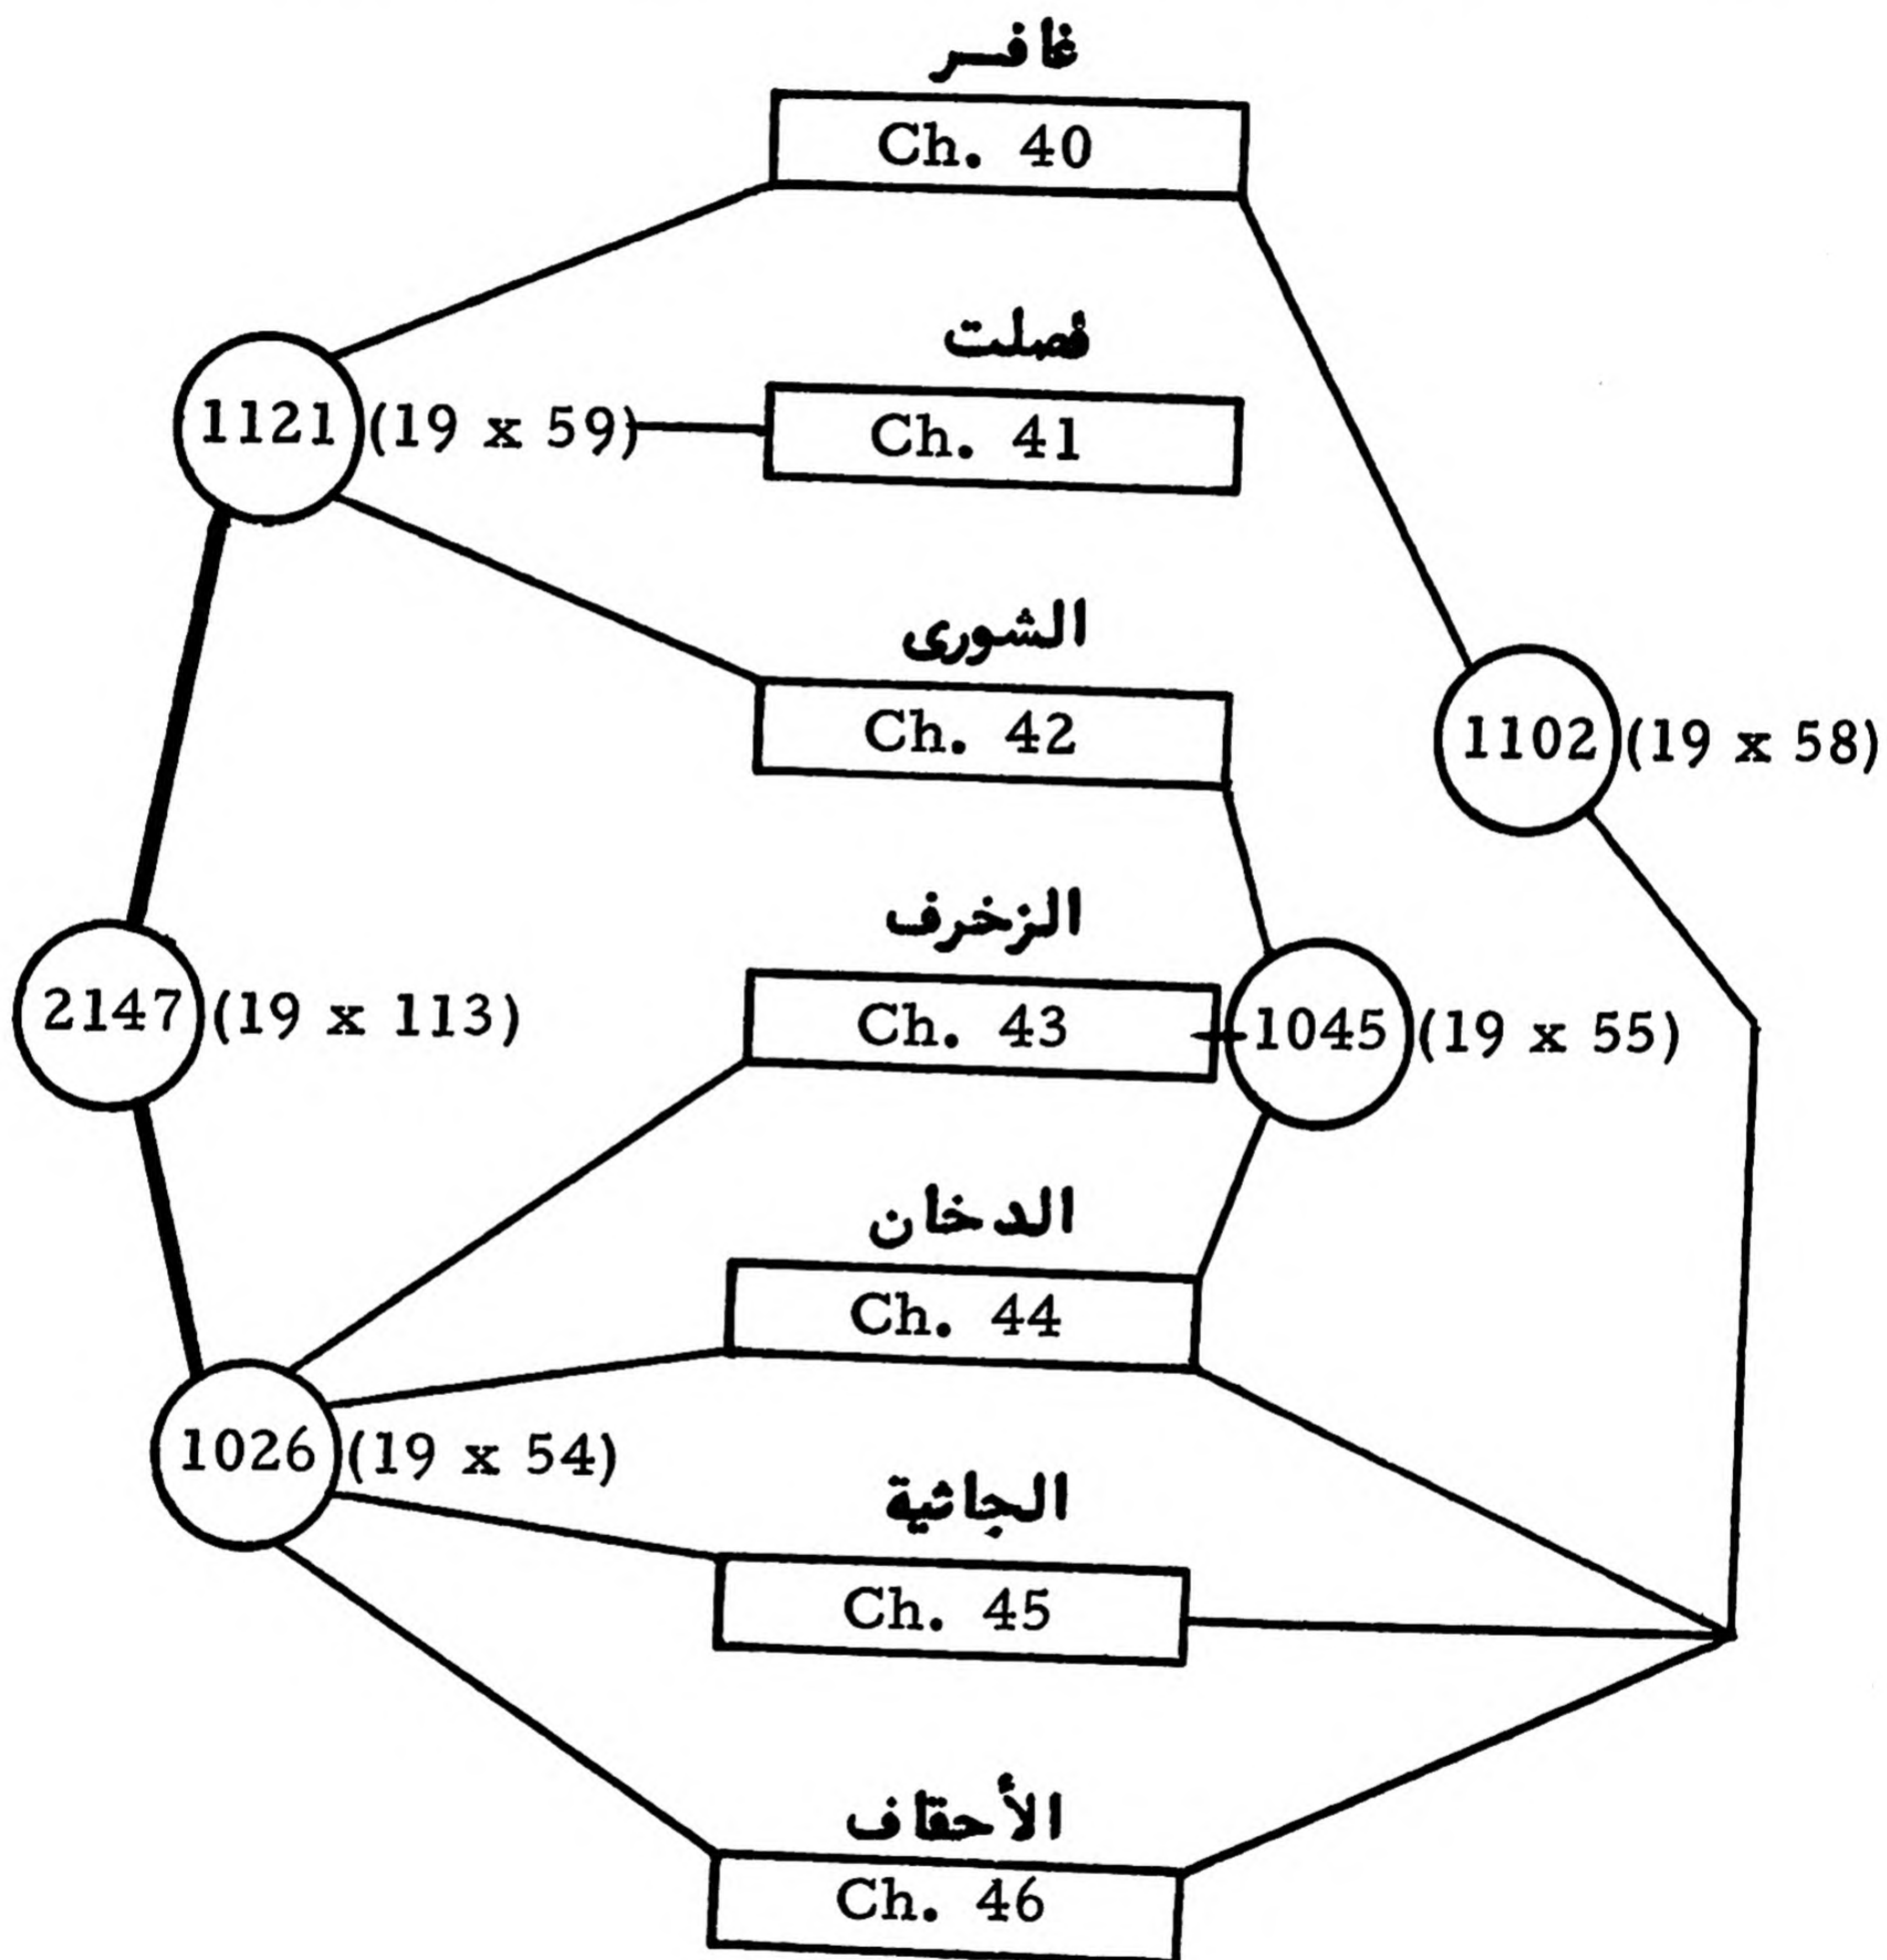 غافر
Ch. 40
فصلت
1121 (19 x 59) Ch. 41
الشورى
Ch. 42
1102 (19 x 58)
الزخرف
2147 (19 x 113) Ch. 43 1045 (19 x 55)
الدخان
Ch. 44
1026 (19 x 54)
الجاثية
Ch. 45
الأحقاف
Ch. 46